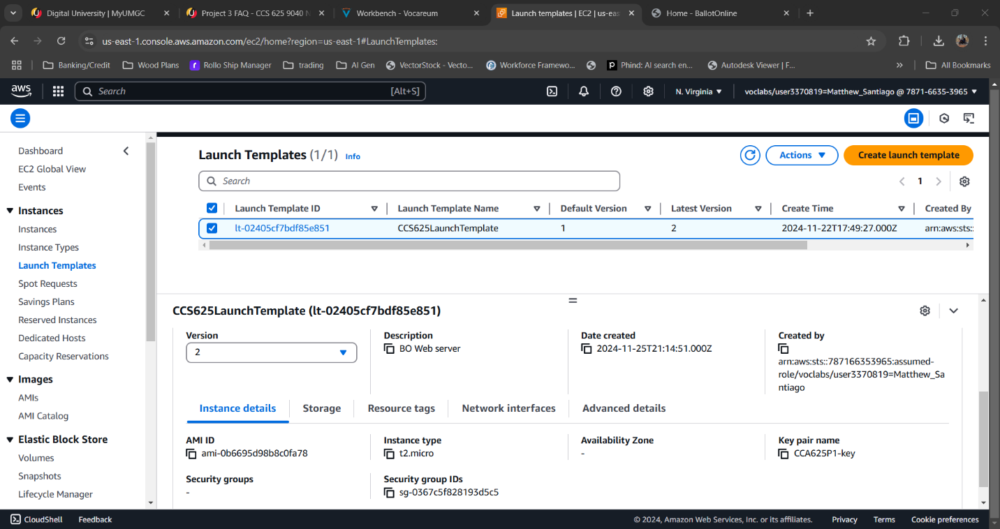 Digital University | MyUMGC
Project 3 FAQ - CCS 625 9040 N
Workbench - Vocareum
Launch templates | EC2 | us-eas
Home - BallotOnline
us-east-1.console.aws.amazon.com/ec2/home?region=us-east-1#LaunchTemplates:
Banking/Credit
Wood Plans
r
Rollo Ship Manager
trading
AI Gen
VectorStock - Vecto...
Workforce Framewo...
P
Phind: AI search en...
Autodesk Viewer | F...
»
All Bookmarks
aws
Search
[Alt+S]
N. Virginia
voclabs/user3370819=Matthew_Santiago @ 7871-6635-3965
Dashboard
EC2 Global View
Events
Instances
Instances
Instance Types
Launch Templates
Spot Requests
Savings Plans
Reserved Instances
Dedicated Hosts
Capacity Reservations
Images
AMIs
AMI Catalog
Elastic Block Store
Volumes
Snapshots
Lifecycle Manager
Launch Templates (1/1) Info
Actions
Create launch template
Search
1
Launch Template ID
Launch Template Name
Default Version
Latest Version
Create Time
Created By
lt-02405cf7bdf85e851
CCS625LaunchTemplate
1
2
2024-11-22T17:49:27.000Z
arn:aws:sts::
CCS625LaunchTemplate (lt-02405cf7bdf85e851)
Version
2
Description
BO Web server
Date created
2024-11-25T21:14:51.000Z
Created by
arn:aws:sts::787166353965:assumed-
role/voclabs/user3370819=Matthew_Sa
ntiago
Instance details
Storage
Resource tags
Network interfaces
Advanced details
AMI ID
ami-0b6695d98b8c0fa78
Instance type
t2.micro
Availability Zone
-
Key pair name
CCA625P1-key
Security groups
-
Security group IDs
sg-0367c5f828193d5c5
CloudShell
Feedback
© 2024, Amazon Web Services, Inc. or its affiliates.
Privacy
Terms
Cookie preferences